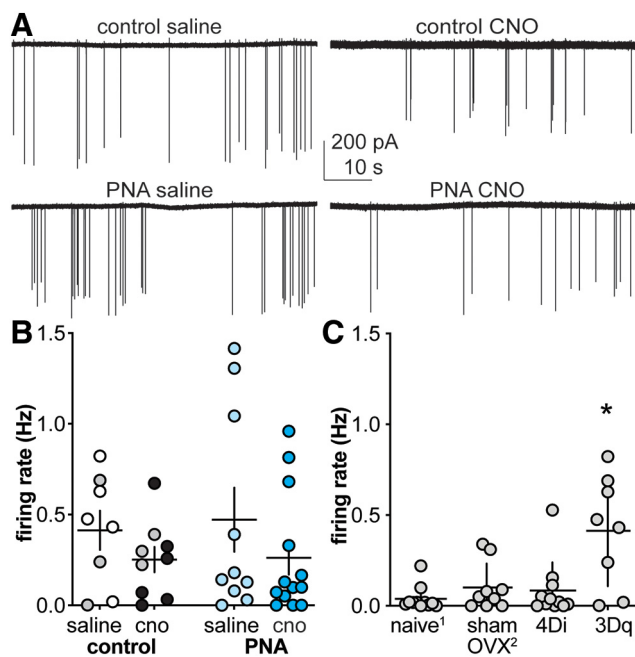 A
control saline
control CNO
200 pA
10 s
PNA saline
PNA CNO
B
1.5
1.0
0.5
0.0
firing rate (Hz)
saline cno saline cno
control PNA
C
1.5
1.0
0.5
0.0
firing rate (Hz)
*
naive¹ sham 4Di 3Dq
OVX²